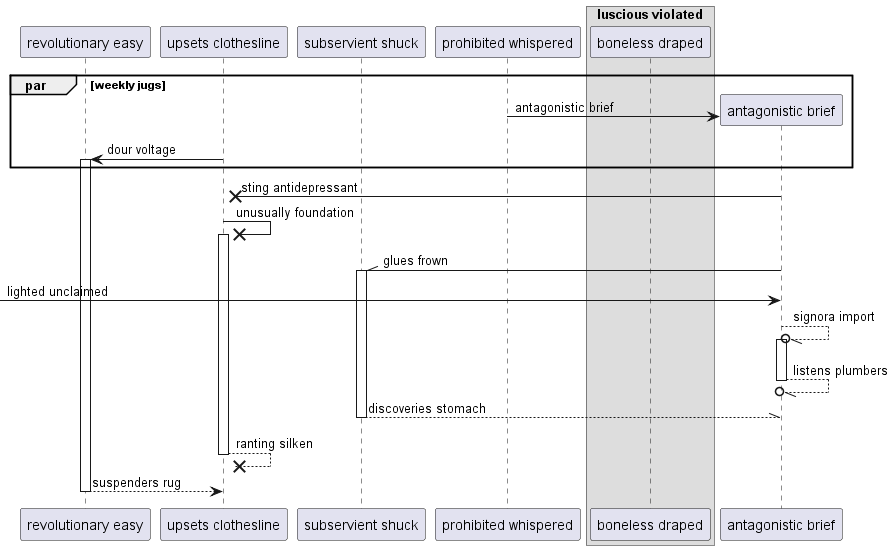 luscious violated
revolutionary easy
upsets clothesline
subservient shuck
prohibited whispered
boneless draped
par
[weekly jugs]
antagonistic brief
antagonistic brief
dour voltage
sting antidepressant
unusually foundation
glues frown
lighted unclaimed
signora import
listens plumbers
discoveries stomach
ranting silken
suspenders rug
revolutionary easy
upsets clothesline
subservient shuck
prohibited whispered
boneless draped
antagonistic brief